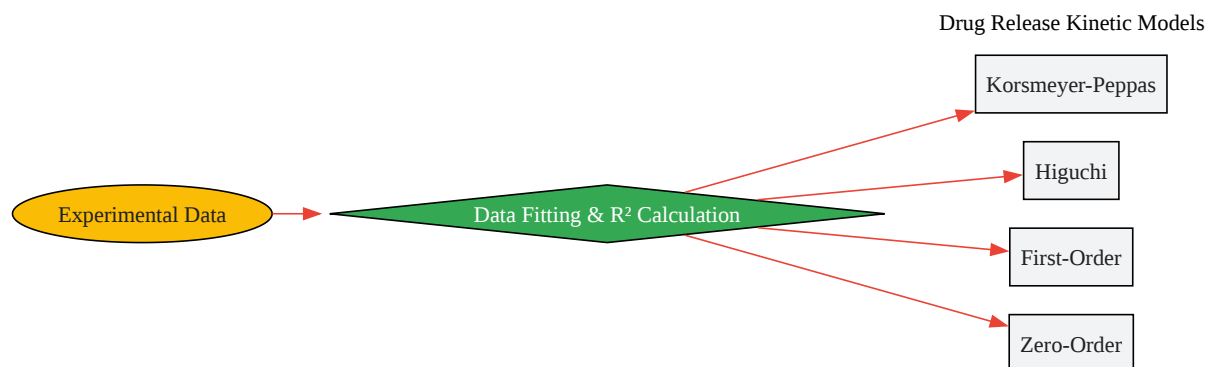 Drug Release Kinetic Models
Korsmeyer-Peppas
Higuchi
Experimental Data
Data Fitting & R² Calculation
First-Order
Zero-Order